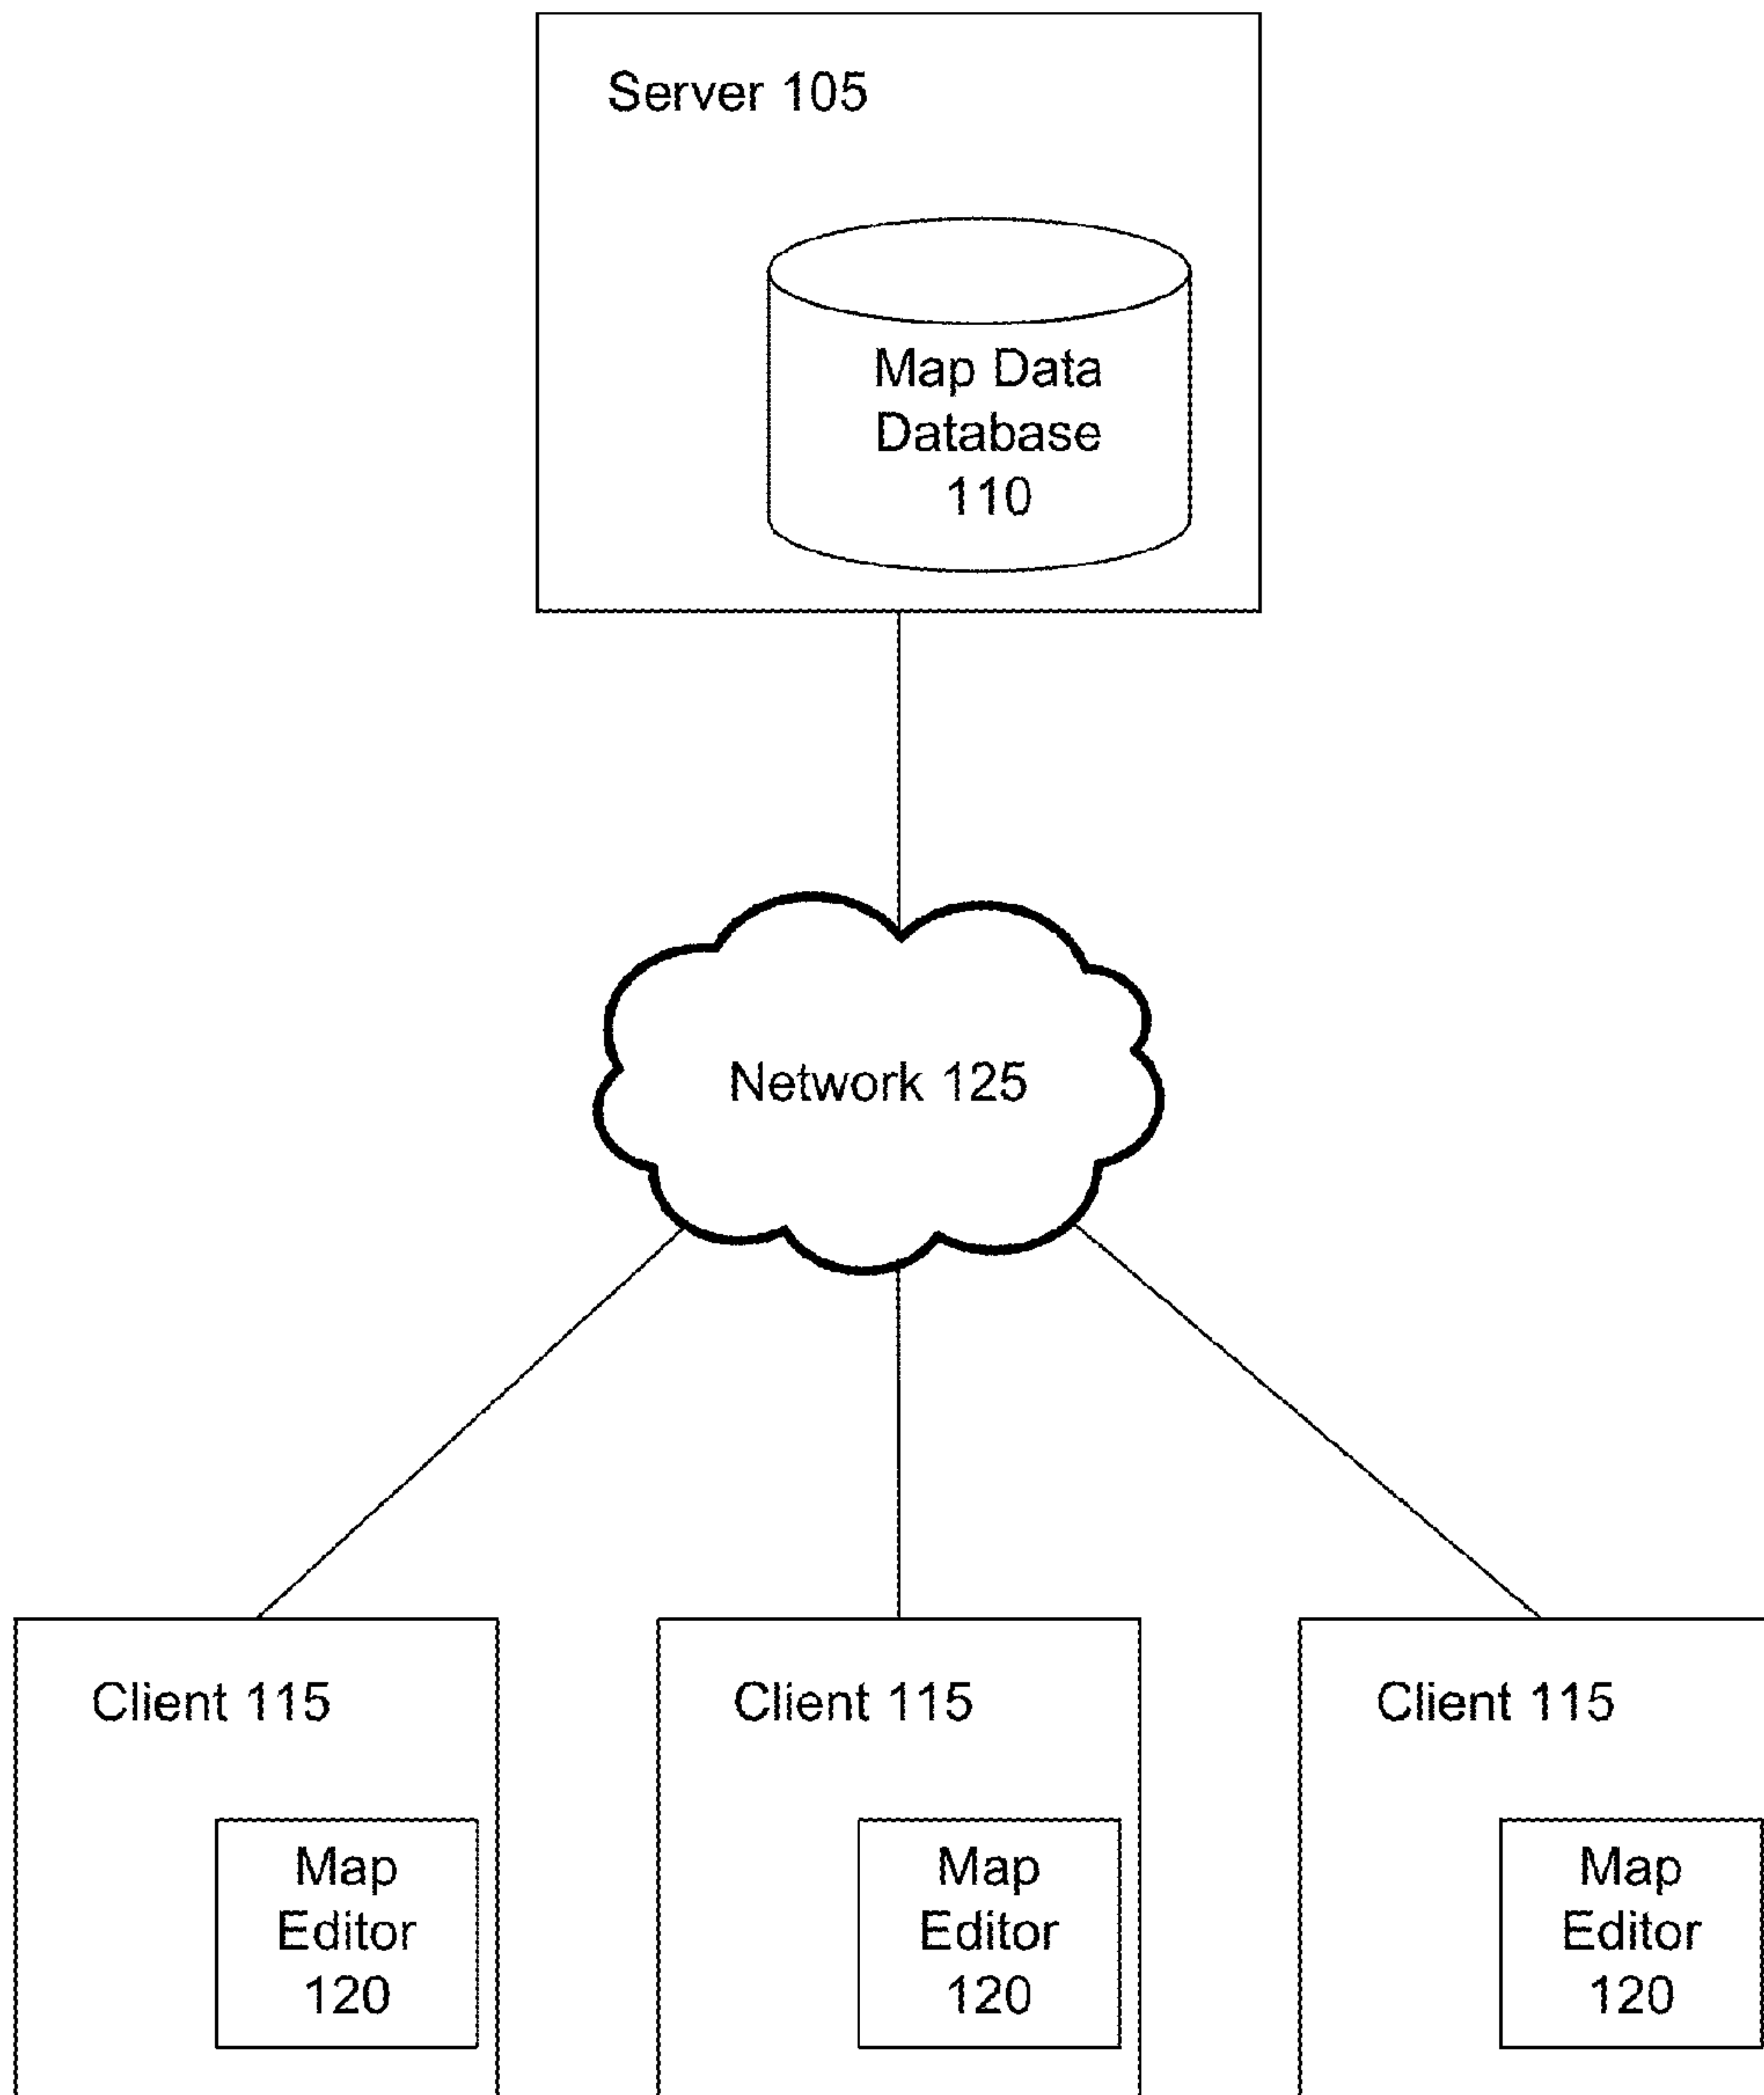 Server 105
Map Data
Database
110
Network 125
Client 115
Map
Editor
120
Client 115
Map
Editor
120
Client 115
Map
Editor
120